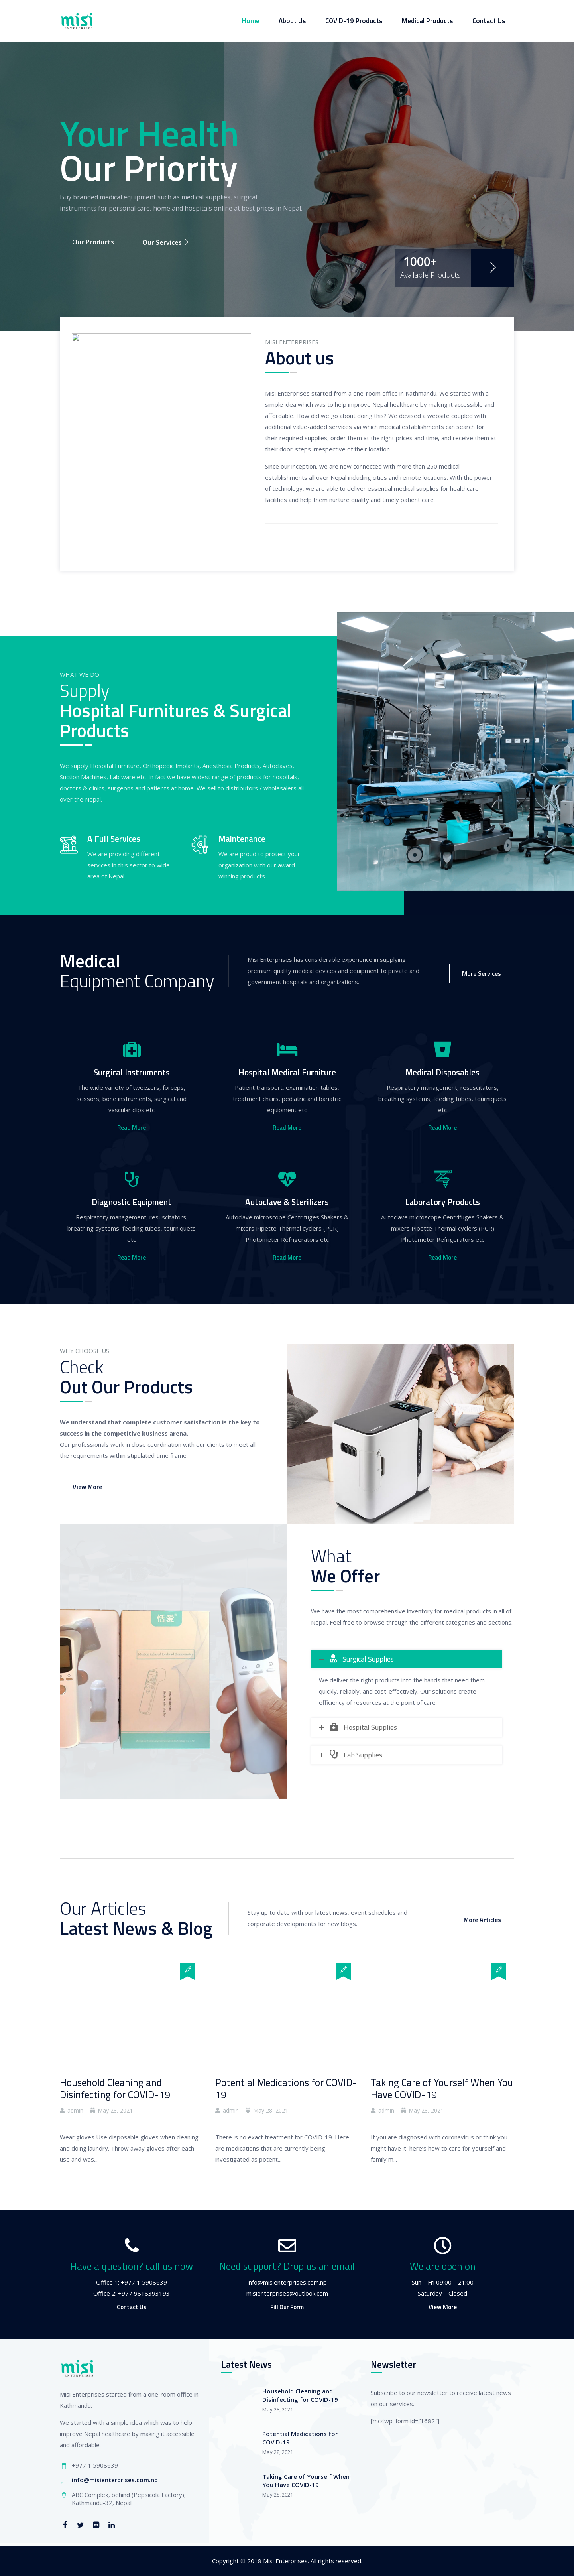 misi
ENTERPRISES
Home
About Us
COVID-19 Products
Medical Products
Contact Us
Your Health
Our Priority
Buy branded medical equipment such as medical supplies, surgical
instruments for personal care, home and hospitals online at best prices in Nepal
Our Products
Our Services
1000+
Available Products!
MISI ENTERPRISES
About us
Misi Enterprises started from a one-room office in Kathmandu. We started with a
simple idea which was to help improve Nepal healthcare by making it accessible and
affordable. How did we go about doing this? We devised a website coupled with
additional value-added services via which medical establishments can search for
their required supplies, order them at the right prices and time, and receive them at
their door-steps irrespective of their location.
Since our inception, we are now connected with more than 250 medical
establishments all over Nepal including cities and remote locations. With the power
of technology, we are able to deliver essential medical supplies for healthcare
facilities and help them nurture quality and timely patient care.
WHAT WE DO
Supply
Hospital Furnitures & Surgical
Products
We supply Hospital Furniture, Orthopedic Implants, Anesthesia Products, Autoclaves,
Suction Machines, Lab ware etc. In fact we have widest range of products for hospitals,
doctors & clinics, surgeons and patients at home. We sell to distributors / wholesalers all
over the Nepal.
A Full Services
We are providing different
services in this sector to wide
area of Nepal
Maintenance
We are proud to protect your
organization with our award-
winning products.
Medical
Equipment Company
Misi Enterprises has considerable experience in supplying
premium quality medical devices and equipment to private and
government hospitals and organizations.
More Services
Surgical Instruments
The wide variety of tweezers, forceps,
scissors, bone instruments, surgical and
vascular clips etc
Read More
Hospital Medical Furniture
Patient transport, examination tables,
treatment chairs, pediatric and bariatric
equipment etc
Read More
Medical Disposables
Respiratory management, resuscitators,
breathing systems, feeding tubes, tourniquets
etc
Read More
Diagnostic Equipment
Respiratory management, resuscitators,
breathing systems, feeding tubes, tourniquets
etc
Read More
Autoclave & Sterilizers
Autoclave microscope Centrifuges Shakers &
mixers Pipette Thermal cyclers (PCR)
Photometer Refrigerators etc
Read More
Laboratory Products
Autoclave microscope Centrifuges Shakers &
mixers Pipette Thermal cyclers (PCR)
Photometer Refrigerators etc
Read More
WHY CHOOSE US
Check
Out Our Products
We understand that complete customer satisfaction is the key to
success in the competitive business arena.
Our professionals work in close coordination with our clients to meet all
the requirements within stipulated time frame.
View More
恬爱
What
We Offer
We have the most comprehensive inventory for medical products in all of
Nepal. Feel free to browse through the different categories and sections.
Surgical Supplies
We deliver the right products into the hands that need them—
quickly, reliably, and cost-effectively. Our solutions create
efficiency of resources at the point of care.
Hospital Supplies
Lab Supplies
Our Articles
Latest News & Blog
Stay up to date with our latest news, event schedules and
corporate developments for new blogs.
More Articles
Household Cleaning and
Disinfecting for COVID-19
admin May 28, 2021
Wear gloves Use disposable gloves when cleaning
and doing laundry. Throw away gloves after each
use and was...
Potential Medications for COVID-
19
admin May 28, 2021
There is no exact treatment for COVID-19. Here
are medications that are currently being
investigated as potent...
Taking Care of Yourself When You
Have COVID-19
admin May 28, 2021
If you are diagnosed with coronavirus or think you
might have it, here's how to care for yourself and
family m...
Have a question? call us now
Office 1: +977 1 5908639
Office 2: +977 9818393193
Contact Us
Need support? Drop us an email
info@misienterprises.com.np
misienterprises@outlook.com
Fill Our Form
We are open on
Sun – Fri 09:00 – 21:00
Saturday – Closed
View More
misi
ENTERPRISES
Misi Enterprises started from a one-room office in
Kathmandu.
We started with a simple idea which was to help
improve Nepal healthcare by making it accessible
and affordable.
+977 1 5908639
info@misienterprises.com.np
ABC Complex, behind (Pepsicola Factory),
Kathmandu-32, Nepal
Latest News
Household Cleaning and
Disinfecting for COVID-19
May 28, 2021
Potential Medications for
COVID-19
May 28, 2021
Taking Care of Yourself When
You Have COVID-19
May 28, 2021
Newsletter
Subscribe to our newsletter to receive latest news
on our services.
[mc4wp_form id="1682"]
Copyright © 2018 Misi Enterprises. All rights reserved.